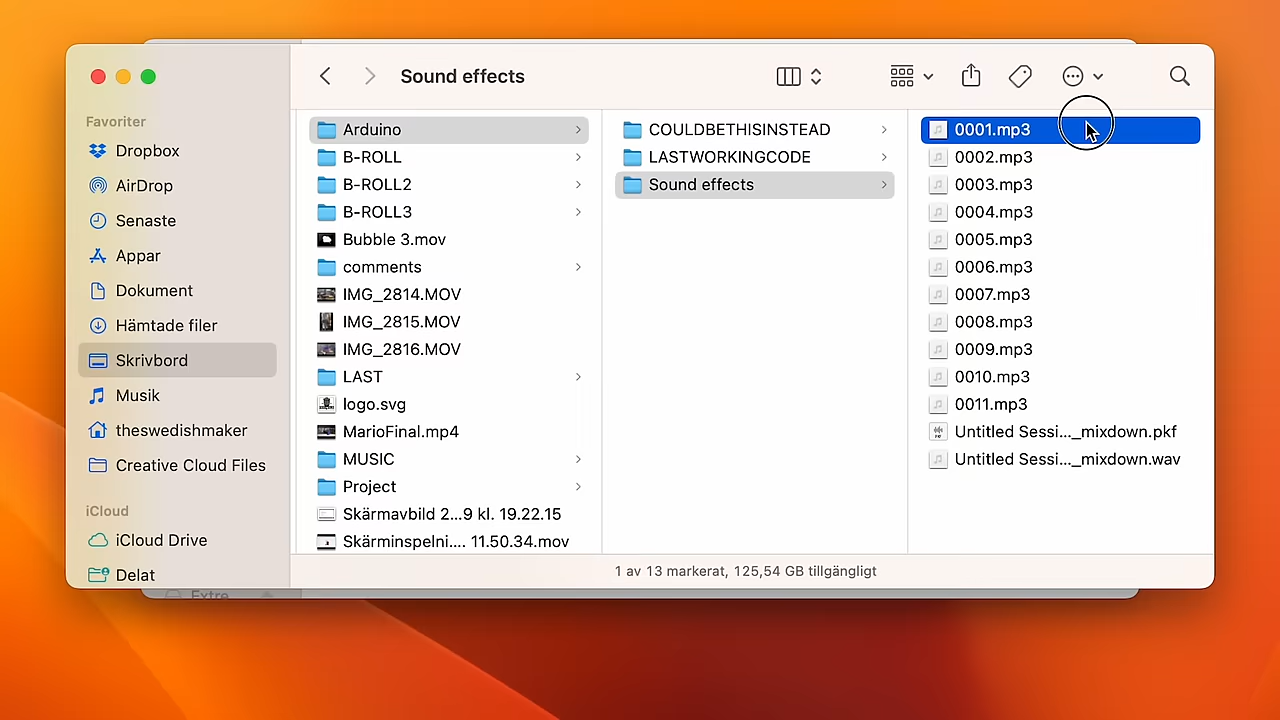 Sound effects
Favoriter
Dropbox
AirDrop
Senaste
Appar
Dokument
Hämtade filer
Skrivbord
Musik
theswedishmaker
Creative Cloud Files
iCloud
iCloud Drive
Delat
Arduino
B-ROLL
B-ROLL2
B-ROLL3
Bubble 3.mov
comments
IMG_2814.MOV
IMG_2815.MOV
IMG_2816.MOV
LAST
logo.svg
MarioFinal.mp4
MUSIC
Project
Skärmavbild 2...9 kl. 19.22.15
Skärminspelni.... 11.50.34.mov
COULDBETHISINSTEAD
LASTWORKINGCODE
Sound effects
0001.mp3
0002.mp3
0003.mp3
0004.mp3
0005.mp3
0006.mp3
0007.mp3
0008.mp3
0009.mp3
0010.mp3
0011.mp3
Untitled Sessi..._mixdown.pkf
Untitled Sessi..._mixdown.wav
1 av 13 markerat, 125,54 GB tillgängligt
Extre